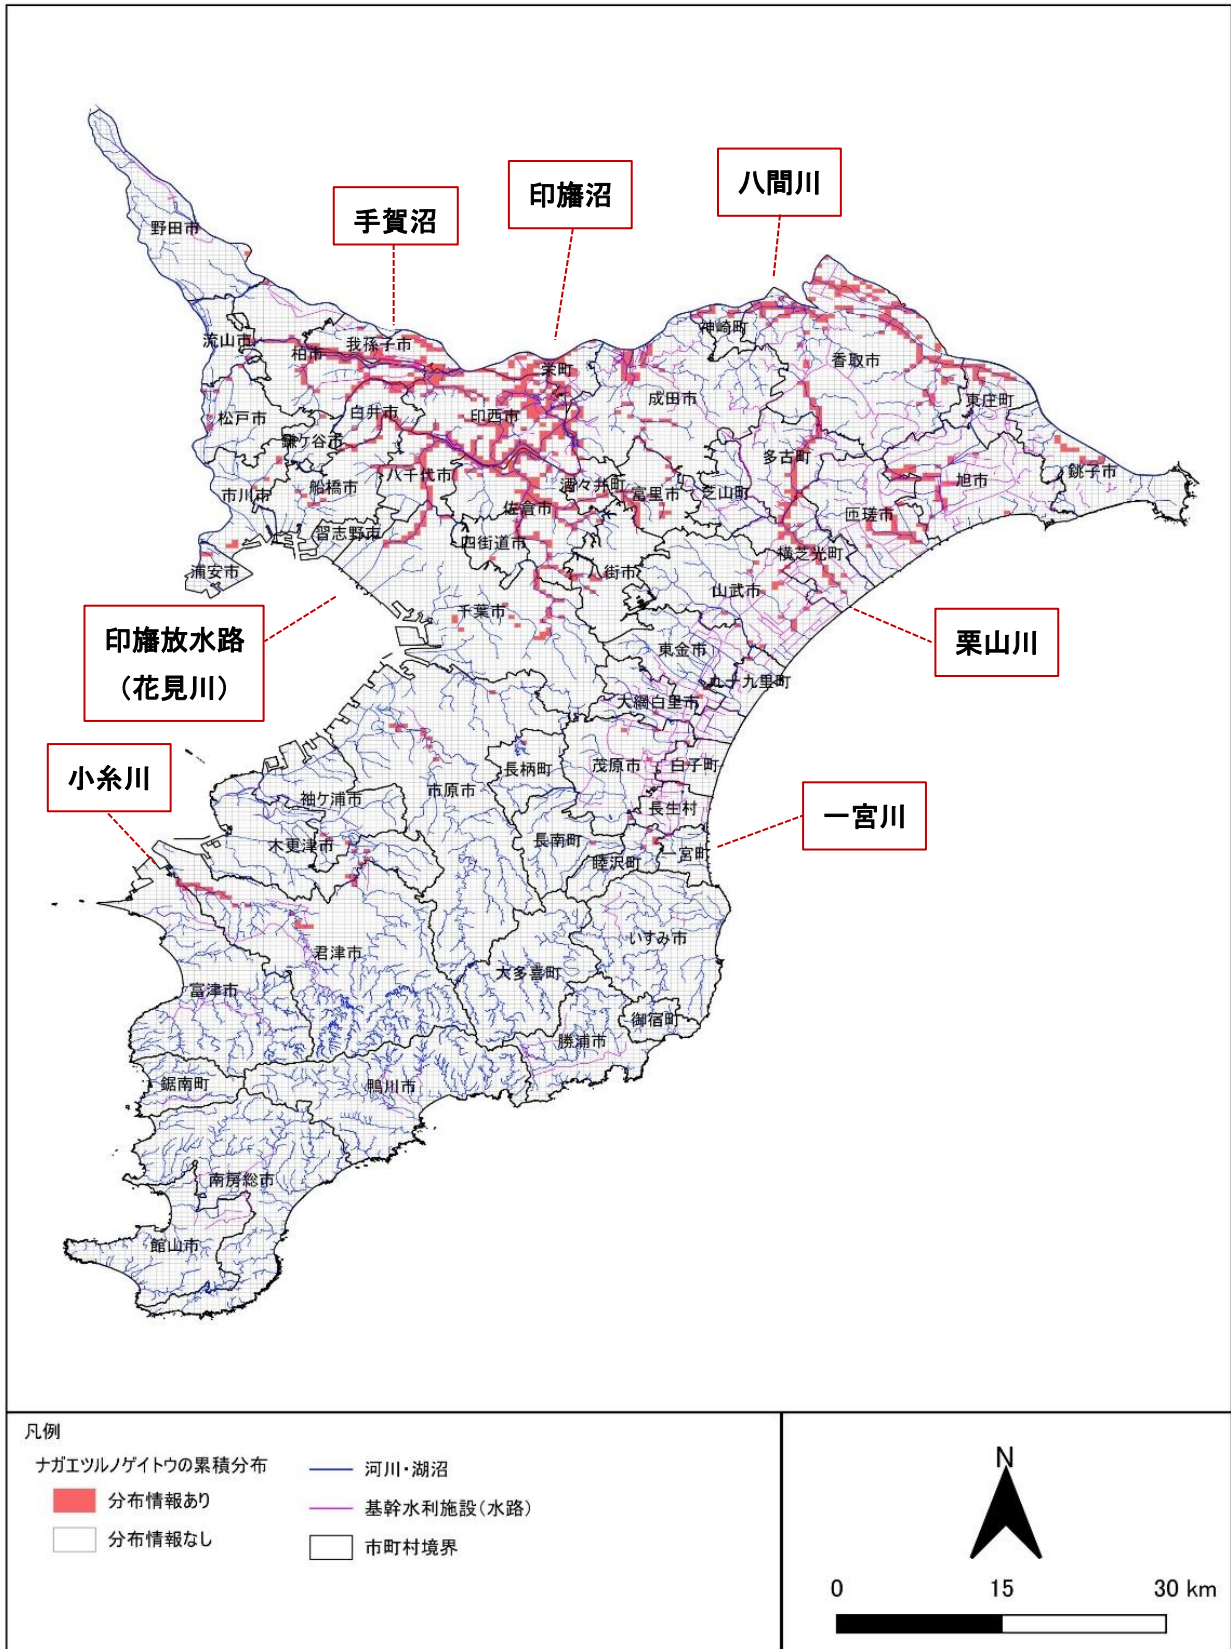 八間川
印旛沼
手賀沼
野田市
流山市
柏市
我孫子市
栄町
神崎町
香取市
成田市
東庄町
松戸市
白井市
印西市
鎌ケ谷市
多古町
銚子市
旭市
市川市
船橋市
八千代市
酒々井町
富里市
芝山町
佐倉市
匝瑳市
習志野市
四街道市
横芝光町
浦安市
八街市
山武市
千葉市
印旛放水路
（花見川）
栗山川
東金市
九十九里町
大網白里市
小糸川
長柄町
茂原市
白子町
市原市
袖ケ浦市
長生村
一宮川
木更津市
長南町
睦沢町
一宮町
君津市
いすみ市
大多喜町
富津市
御宿町
勝浦市
鋸南町
鴨川市
南房総市
館山市
凡例
ナガエツルノゲイトウの累積分布
分布情報あり
分布情報なし
河川・湖沼
基幹水利施設（水路）
市町村境界
N
0 15 30 km